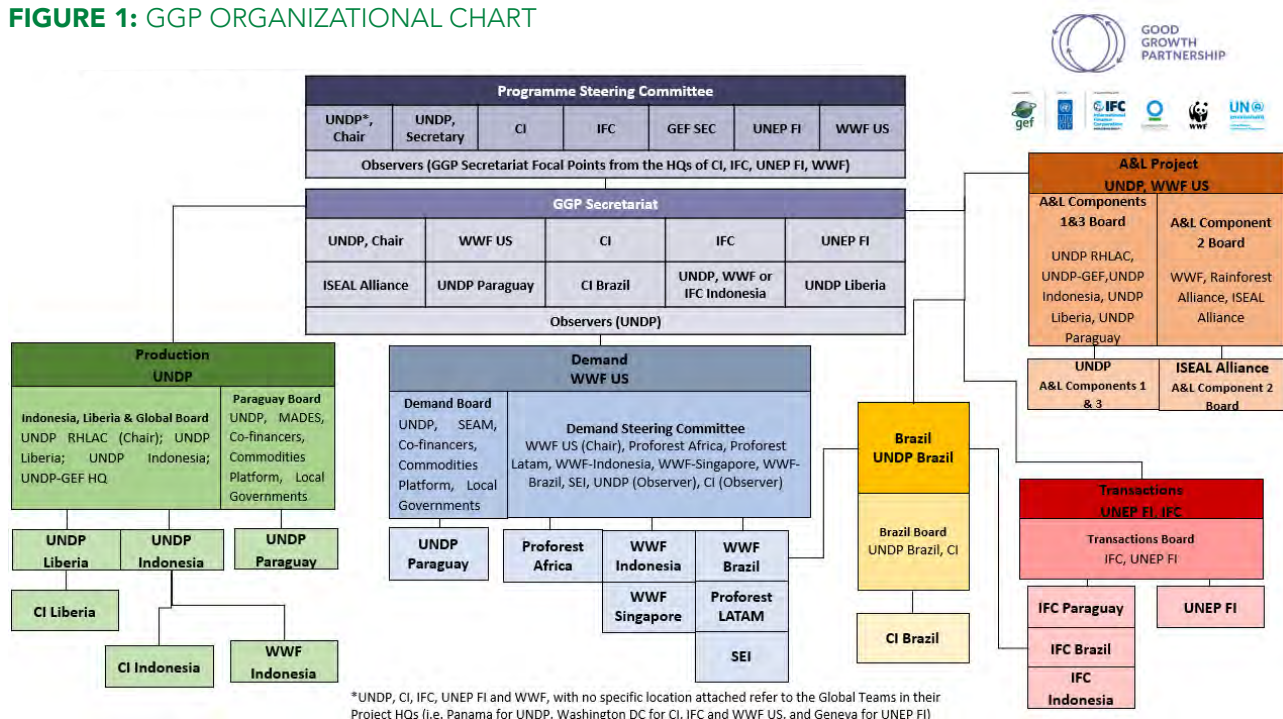 FIGURE 1: GGP ORGANIZATIONAL CHART
GOOD
GROWTH
PARTNERSHIP
gef
IFC
International
Finance
Corporation
WWF
UN
Programme Steering Committee
UNDP*,
Chair
UNDP,
Secretary
CI
IFC
GEF SEC
UNEP FI
WWF US
Observers (GGP Secretariat Focal Points from the HQs of CI, IFC, UNEP FI, WWF)
GGP Secretariat
UNDP, Chair
WWF US
CI
IFC
UNEP FI
ISEAL Alliance
UNDP Paraguay
CI Brazil
UNDP, WWF or
IFC Indonesia
UNDP Liberia
Observers (UNDP)
A&L Project
UNDP, WWF US
A&L Components
1&3 Board
UNDP RHLAC,
UNDP-GEF,UNDP
Indonesia, UNDP
Liberia, UNDP
Paraguay
A&L Component
2 Board
WWF, Rainforest
Alliance, ISEAL
Alliance
UNDP
A&L Components 1
& 3
ISEAL Alliance
A&L Component 2
Board
Production
UNDP
Indonesia, Liberia & Global Board
UNDP RHLAC (Chair); UNDP
Liberia; UNDP Indonesia;
UNDP-GEF HQ
Paraguay Board
UNDP, MADES,
Co-financers,
Commodities
Platform, Local
Governments
UNDP
Liberia
UNDP
Indonesia
UNDP
Paraguay
CI Liberia
CI Indonesia
WWF
Indonesia
Demand
WWF US
Demand Board
UNDP, SEAM,
Co-financers,
Commodities
Platform, Local
Governments
Demand Steering Committee
WWF US (Chair), Proforest Africa, Proforest
Latam, WWF-Indonesia, WWF-Singapore, WWF-
Brazil, SEI, UNDP (Observer), CI (Observer)
UNDP
Paraguay
Proforest
Africa
WWF
Indonesia
WWF
Singapore
WWF
Brazil
Proforest
LATAM
SEI
Brazil
UNDP Brazil
Brazil Board
UNDP Brazil, CI
CI Brazil
Transactions
UNEP FI, IFC
Transactions Board
IFC, UNEP FI
IFC Paraguay
IFC Brazil
IFC
Indonesia
UNEP FI
*UNDP, CI, IFC, UNEP FI and WWF, with no specific location attached refer to the Global Teams in their
Project HQs (i.e. Panama for UNDP, Washington DC for CI, IFC and WWF US, and Geneva for UNEP FI)